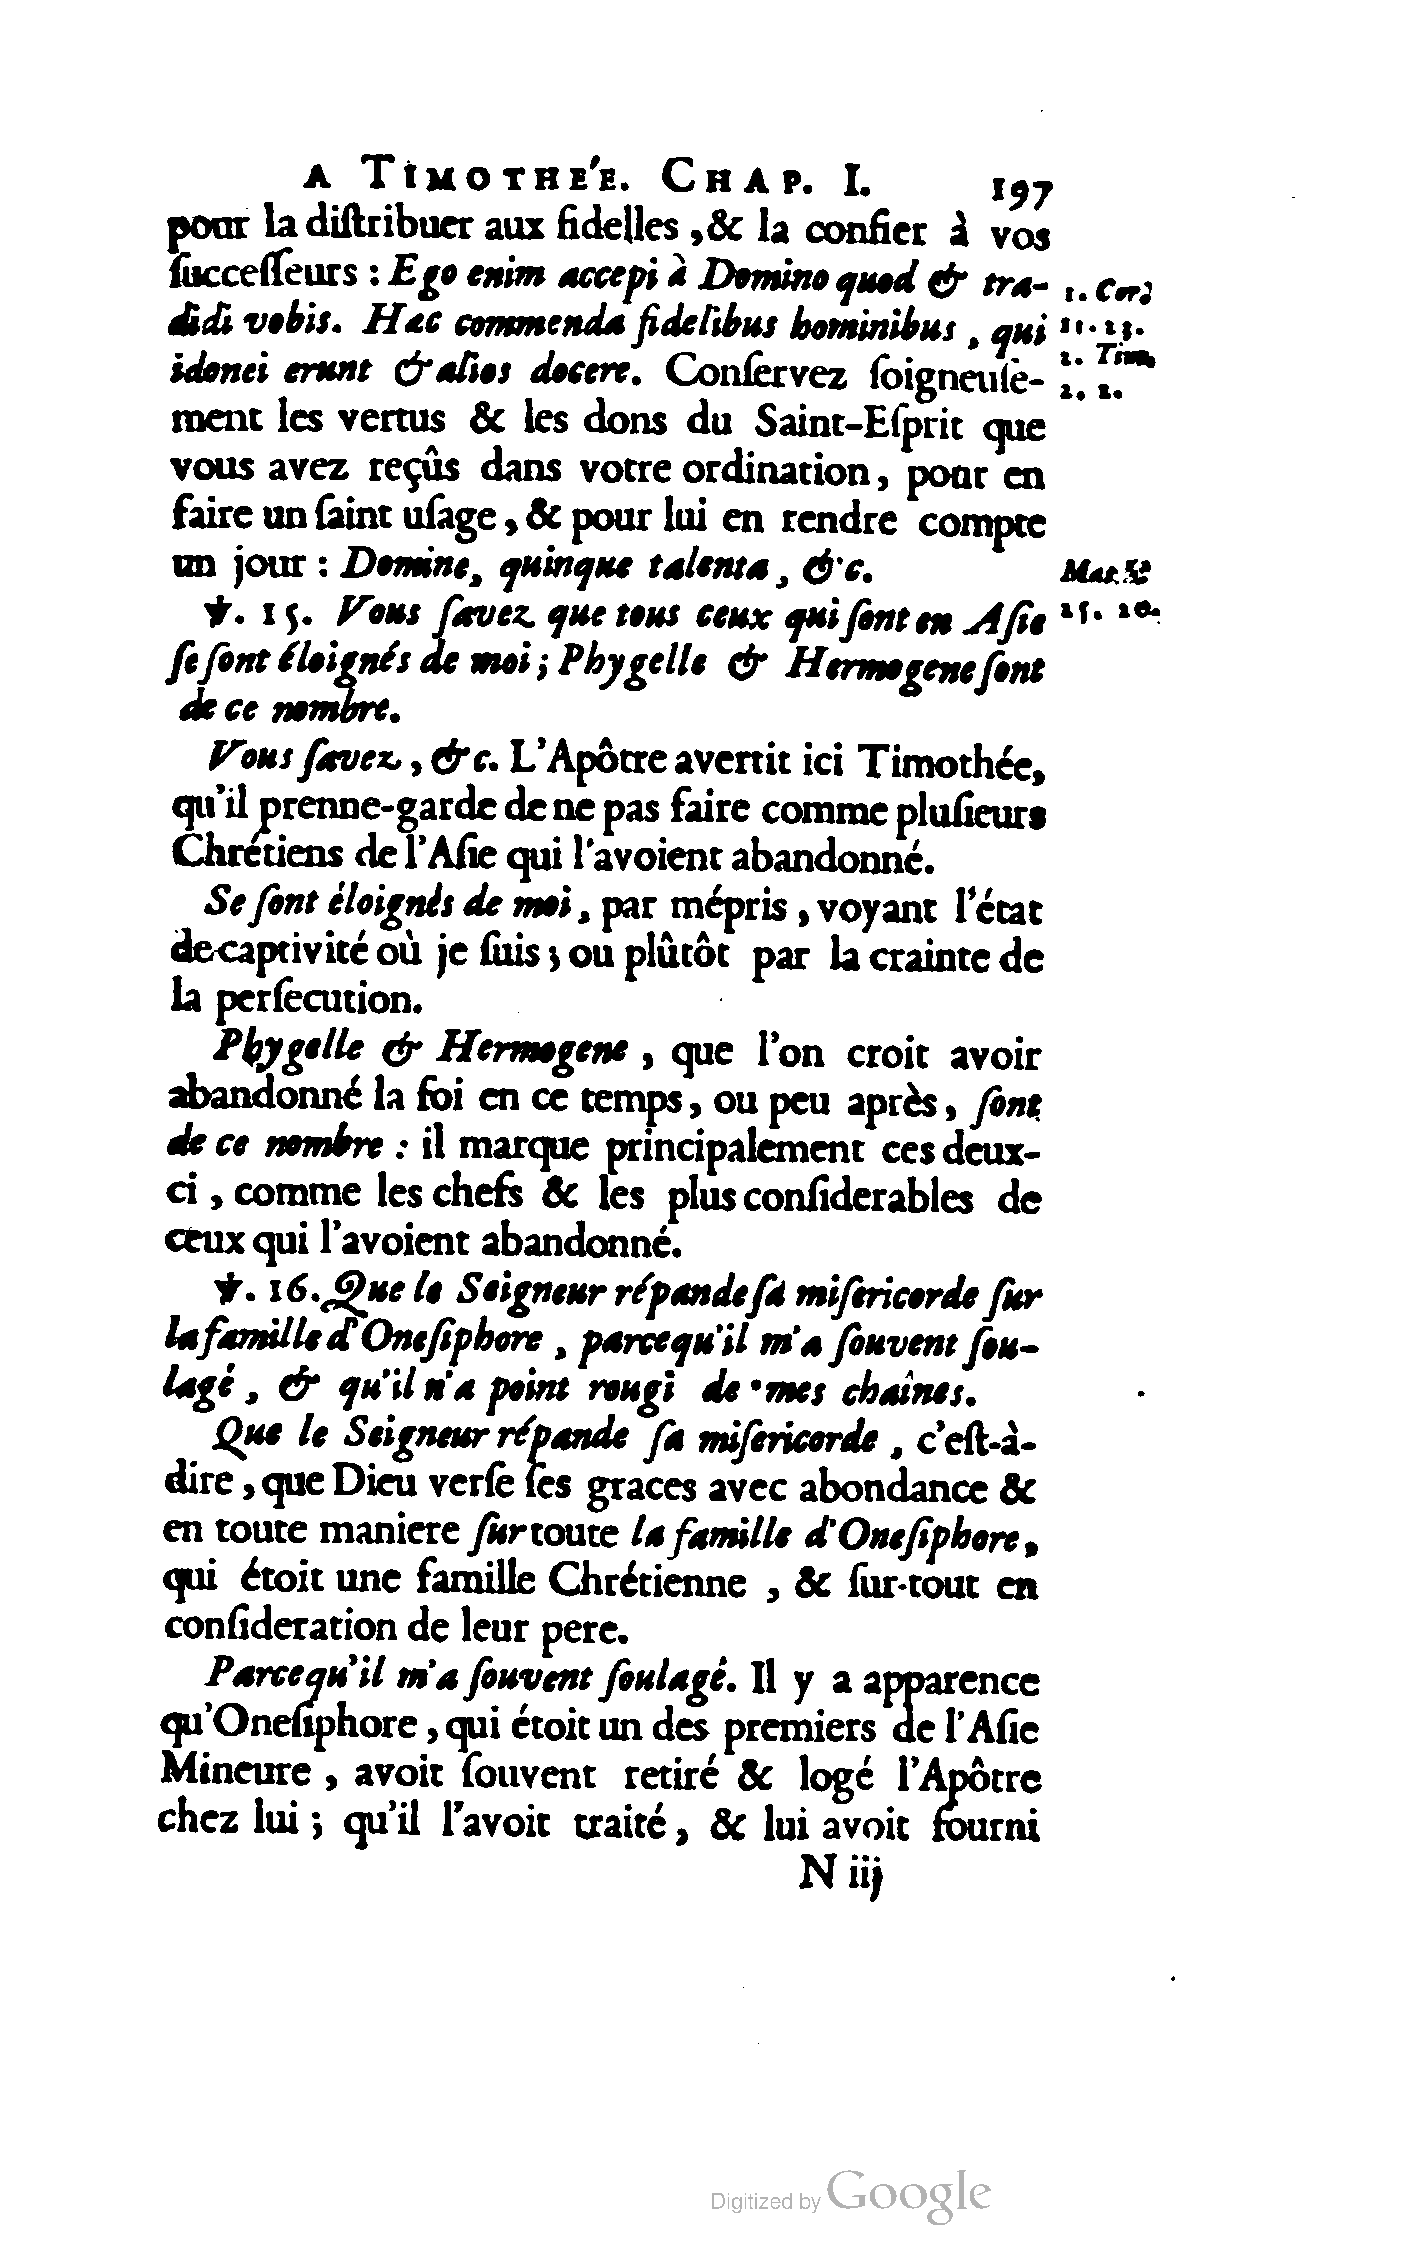 A TIMOTHE'E. CHAP. I. 197
pour la diſtribuer aux fidelles, & la confier à vos
ſucceſſeurs : Ego enim accepi à Domino quod & tra-
didi vobis. Hæc commenda fidelibus hominibus, qui
idonei erunt & alios docere. Conſervez ſoigneuſe-
ment les vertus & les dons du Saint-Eſprit que
vous avez reçûs dans votre ordination, pour en
faire un ſaint uſage, & pour lui en rendre compte
un jour : Domine, quinque talenta, &c.
℣. 15. Vous ſavez que tous ceux qui ſont en Aſie
ſe ſont éloignés de moi ; Phygelle & Hermogene ſont
de ce nombre.
Vous ſavez, &c. L'Apôtre avertit ici Timothée,
qu'il prenne-garde de ne pas faire comme pluſieurs
Chrétiens de l'Aſie qui l'avoient abandonné.
Se ſont éloignés de moi, par mépris, voyant l'état
de captivité où je ſuis ; ou plûtôt par la crainte de
la perſecution.
Phygelle & Hermogene, que l'on croit avoir
abandonné la foi en ce temps, ou peu après, ſont
de ce nombre : il marque principalement ces deux-
ci, comme les chefs & les plus conſiderables de
ceux qui l'avoient abandonné.
℣. 16. Que le Seigneur répande ſa miſericorde ſur
la famille d'Oneſiphore, parcequ'il m'a ſouvent ſou-
lagé, & qu'il n'a point rougi de mes chaînes.
Que le Seigneur répande ſa miſericorde, c'eſt-à-
dire, que Dieu verſe ſes graces avec abondance &
en toute maniere ſur toute la famille d'Oneſiphore,
qui étoit une famille Chrétienne, & ſur-tout en
conſideration de leur pere.
Parcequ'il m'a ſouvent ſoulagé. Il y a apparence
qu'Oneſiphore, qui étoit un des premiers de l'Aſie
Mineure, avoit ſouvent retiré & logé l'Apôtre
chez lui ; qu'il l'avoit traité, & lui avoit fourni
N iij
1. Cor.
11. 23.
2. Tim.
2. 2.
Mat.
25. 20.
Digitized by Google